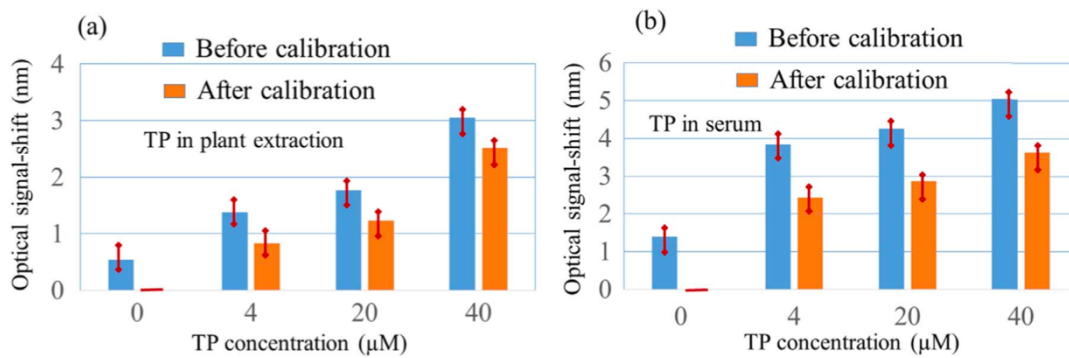 (a)
Before calibration
After calibration
TP in plant extraction
Optical signal-shift (nm)
4
3
2
1
0
0 4 20 40
TP concentration (μM)
(b)
Before calibration
After calibration
TP in serum
Optical signal-shift (nm)
6
5
4
3
2
1
0
0 4 20 40
TP concentration (μM)